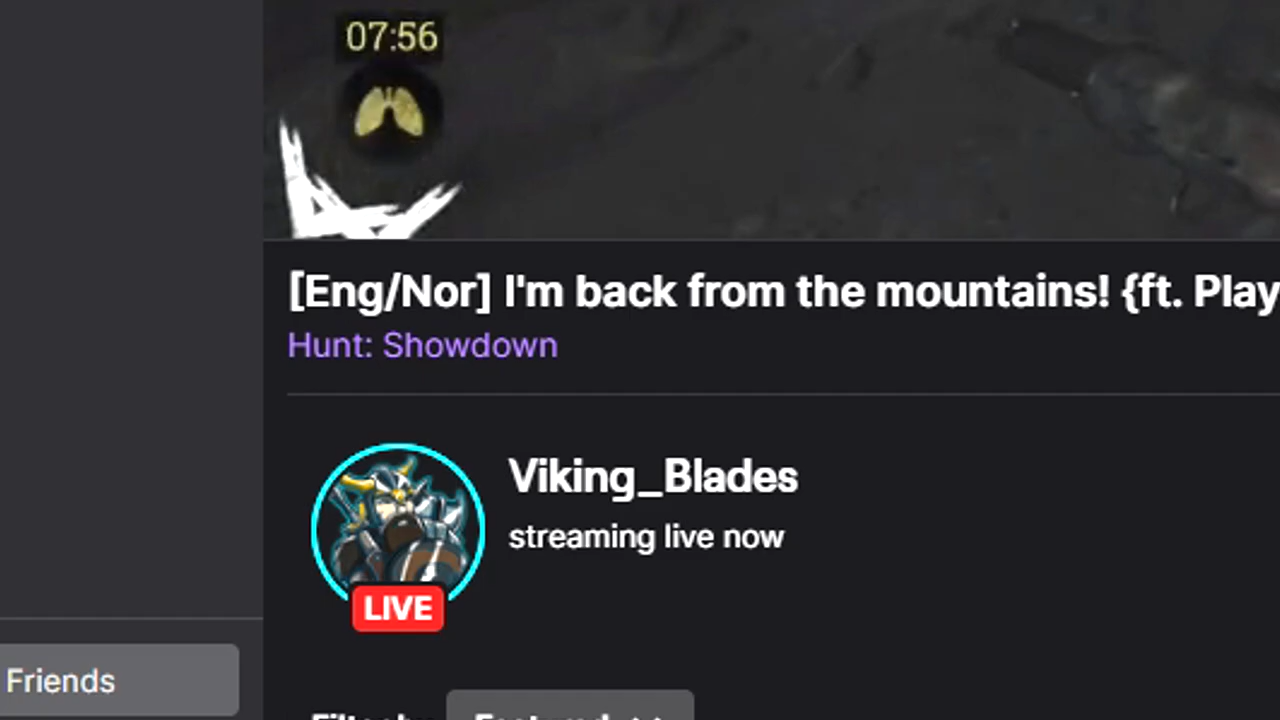 07:56
[Eng/Nor] I'm back from the mountains! {ft. Play
Hunt: Showdown
Viking_Blades
streaming live now
LIVE
Friends